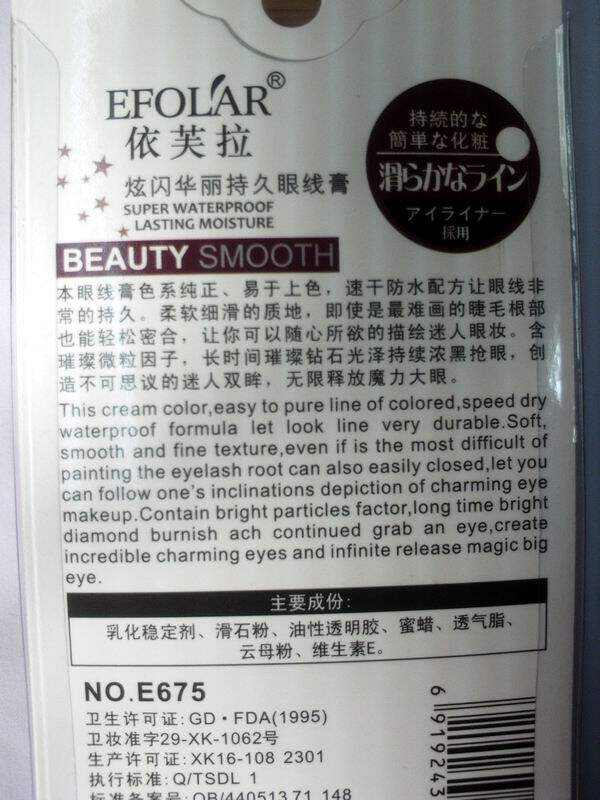 EFOLAR®
依芙拉
炫闪华丽持久眼线膏
SUPER WATERPROOF
LASTING MOISTURE
持続的な
簡単な化粧
滑らかなライン
アイライナー
採用
BEAUTY SMOOTH
本眼线膏色系纯正、易于上色，速干防水配方让眼线非
常的持久。柔软细滑的质地，即使是最难画的睫毛根部
也能轻松密合，让你可以随心所欲的描绘迷人眼妆。含
璀璨微粒因子，长时间璀璨钻石光泽持续浓黑抢眼，创
造不可思议的迷人双眸，无限释放魔力大眼。
This cream color,easy to pure line of colored,speed dry
waterproof formula let look line very durable.Soft,
smooth and fine texture,even if is the most difficult of
painting the eyelash root can also easily closed,let you
can follow one's inclinations depiction of charming eye
makeup.Contain bright particles factor,long time bright
diamond burnish ach continued grab an eye,create
incredible charming eyes and infinite release magic big
eye.
主要成份:
乳化稳定剂、滑石粉、油性透明胶、蜜蜡、透气脂、
云母粉、维生素E。
NO.E675
卫生许可证: GD·FDA(1995)
卫妆准字29-XK-1062号
生产许可证: XK16-108 2301
执行标准: Q/TSDL 1
标准备案号: QB/440513 71 148
6 919243